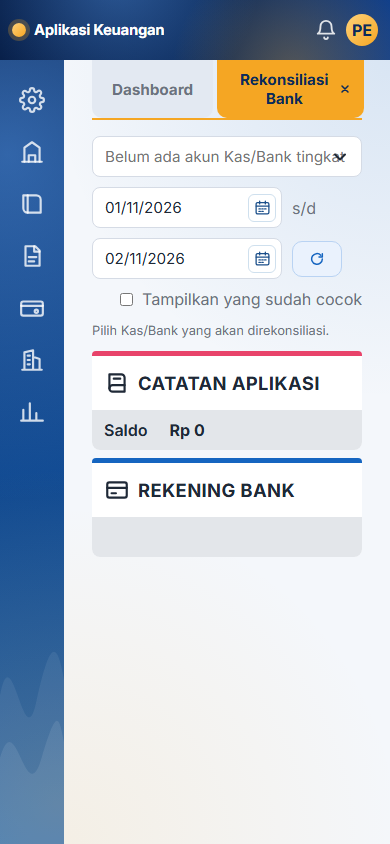 Aplikasi Keuangan
PE
Dashboard
Rekonsiliasi
Bank
Belum ada akun Kas/Bank tingkat
01/11/2026
s/d
02/11/2026
Tampilkan yang sudah cocok
Pilih Kas/Bank yang akan direkonsiliasi.
CATATAN APLIKASI
Saldo Rp 0
REKENING BANK